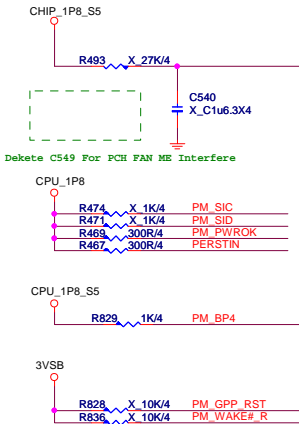 CHIP_1P8_S5
R493 X_27K/4
C540
X_C1u6.3X4
Dekete C549 For PCH FAN ME Interfere
CPU_1P8
R474 X_1K/4 PM_SIC
R471 X_1K/4 PM_SID
R469 300R/4 PM_PWROK
R467 300R/4 PERSTIN
CPU_1P8_S5
R829 1K/4 PM_BP4
3VSB
R828 X_10K/4 PM_GPP_RST
R836 X_10K/4 PM_WAKE#_R